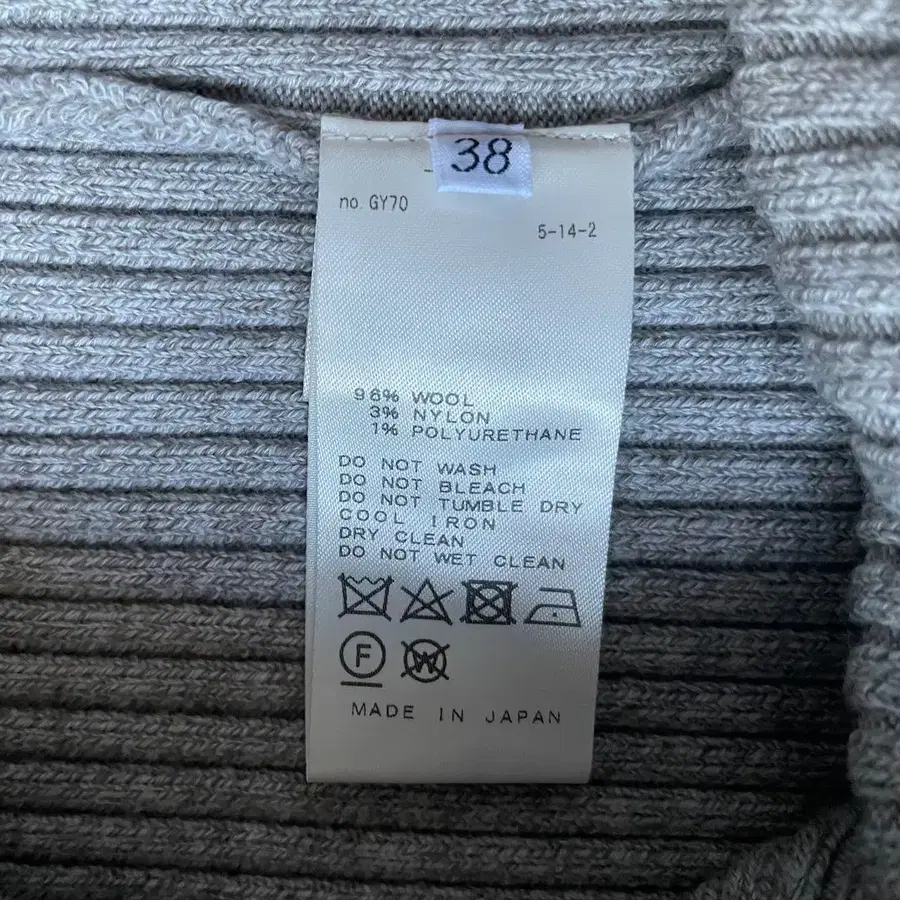 38
no. GY70
5-14-2
96% WOOL
3% NYLON
1% POLYURETHANE
DO NOT WASH
DO NOT BLEACH
DO NOT TUMBLE DRY
COOL IRON
DRY CLEAN
DO NOT WET CLEAN
F W
MADE IN JAPAN